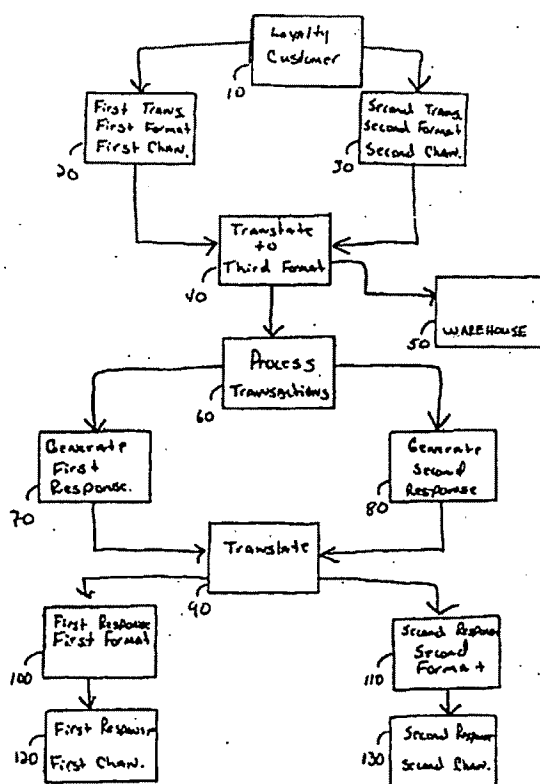 Loyalty
Customer
10
First Trans.
First Format
First Chan.
20
Second Trans.
Second Format
Second Chan.
30
Translate
to
Third Format
40
WAREHOUSE
50
Process
Transactions
60
Generate
First
Response.
70
Generate
Second
Response
80
Translate
90
First Response
First Format
100
Second Response
Second
Format
110
First Response
First Chan.
120
Second Respons
Second Chan.
130